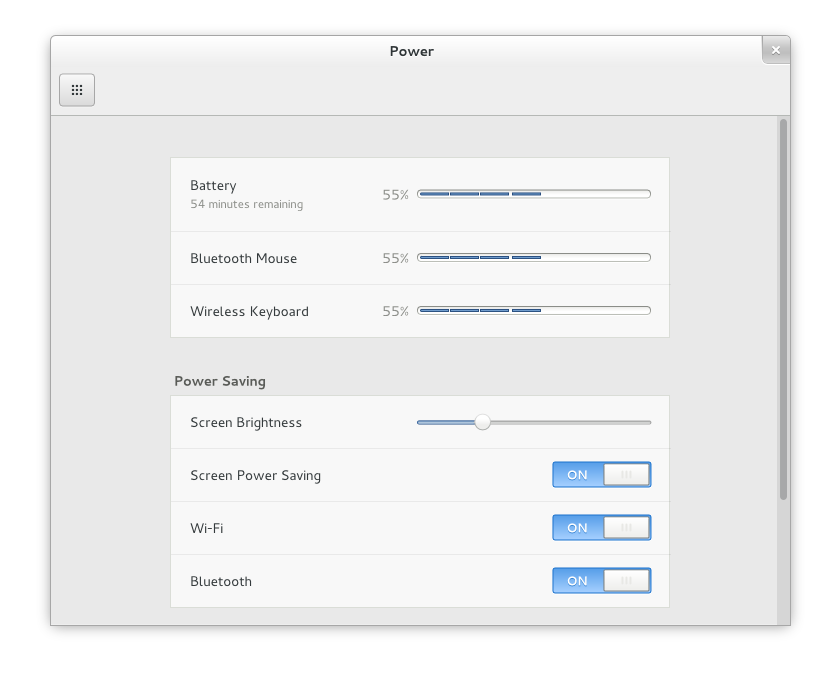 Power
Battery
54 minutes remaining
55%
Bluetooth Mouse
55%
Wireless Keyboard
55%
Power Saving
Screen Brightness
Screen Power Saving
ON
Wi-Fi
ON
Bluetooth
ON